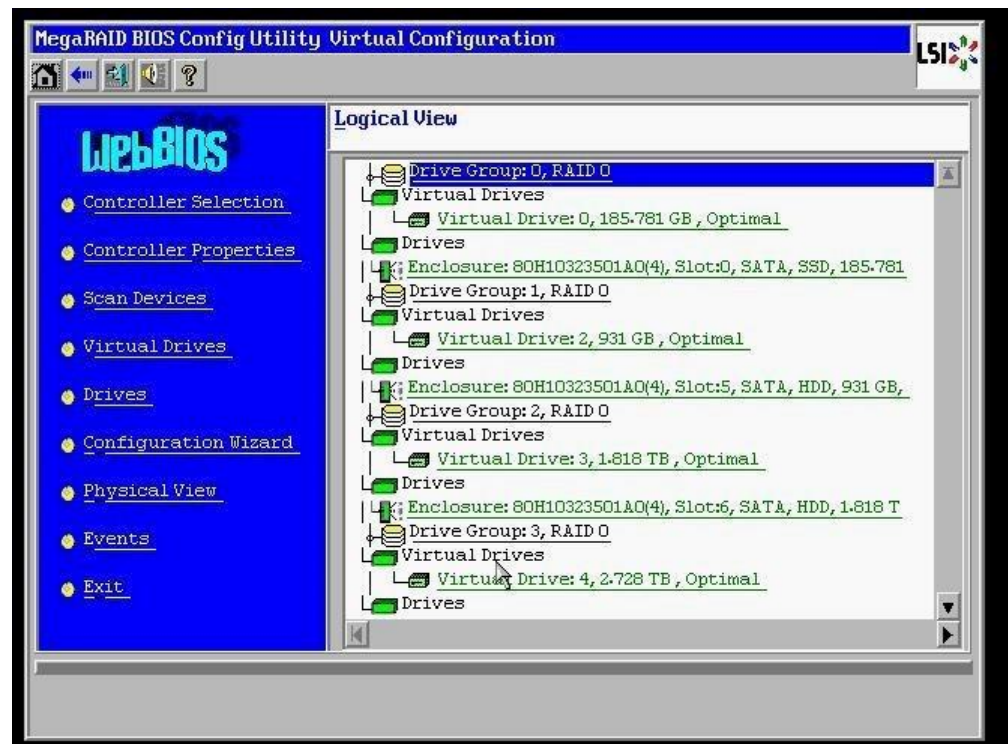 MegaRAID BIOS Config Utility Virtual Configuration
LSI
WebBIOS
Controller Selection
Controller Properties
Scan Devices
Virtual Drives
Drives
Configuration Wizard
Physical View
Events
Exit
Logical View
Drive Group: 0, RAID 0
Virtual Drives
Virtual Drive: 0, 185.781 GB, Optimal
Drives
Enclosure: 80H10323501A0(4), Slot:0, SATA, SSD, 185.781
Drive Group: 1, RAID 0
Virtual Drives
Virtual Drive: 2, 931 GB, Optimal
Drives
Enclosure: 80H10323501A0(4), Slot:5, SATA, HDD, 931 GB,
Drive Group: 2, RAID 0
Virtual Drives
Virtual Drive: 3, 1.818 TB, Optimal
Drives
Enclosure: 80H10323501A0(4), Slot:6, SATA, HDD, 1.818 T
Drive Group: 3, RAID 0
Virtual Drives
Virtual Drive: 4, 2.728 TB, Optimal
Drives